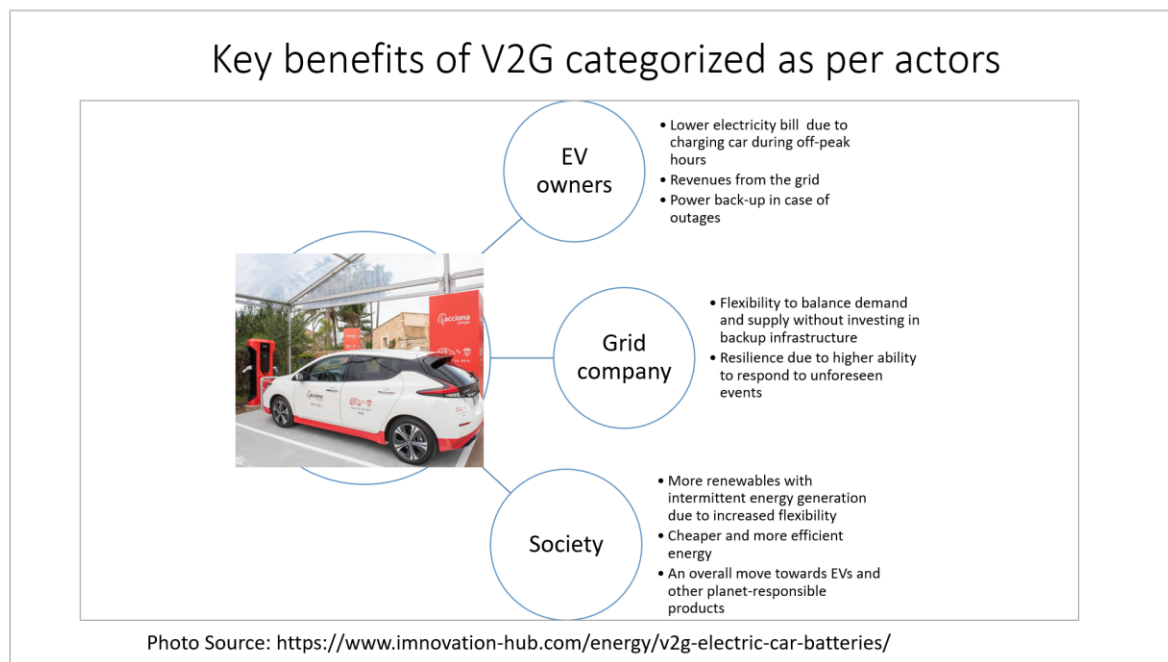 Key benefits of V2G categorized as per actors
EV
owners
• Lower electricity bill due to
charging car during off-peak
hours
• Revenues from the grid
• Power back-up in case of
outages
acciona
Grid
company
• Flexibility to balance demand
and supply without investing in
backup infrastructure
• Resilience due to higher ability
to respond to unforeseen
events
Society
• More renewables with
intermittent energy generation
due to increased flexibility
• Cheaper and more efficient
energy
• An overall move towards EVs and
other planet-responsible
products
Photo Source: https://www.imnovation-hub.com/energy/v2g-electric-car-batteries/